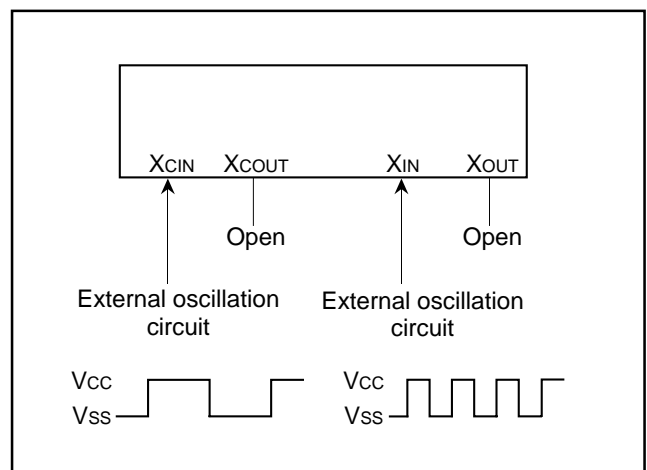 XCIN XCOUT XIN XOUT
Open Open
External oscillation circuit
External oscillation circuit
VCC
VSS
VCC
VSS